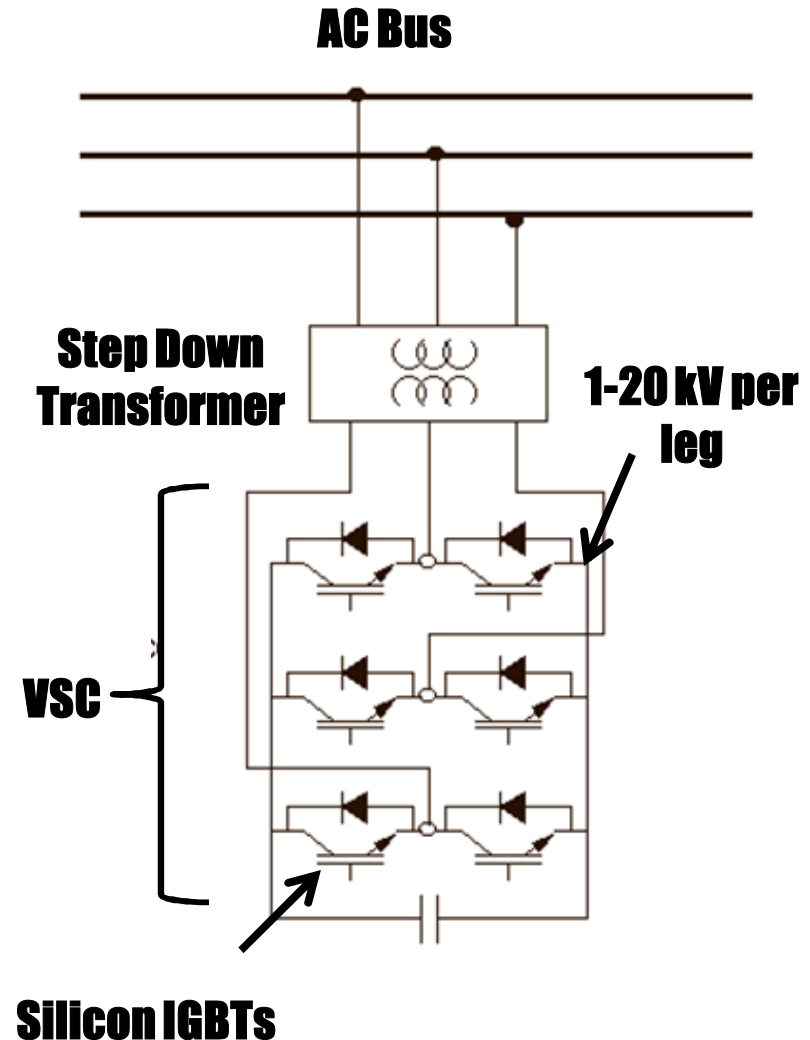 AC Bus
Step Down
Transformer
1-20 kV per
leg
VSC
Silicon IGBTs